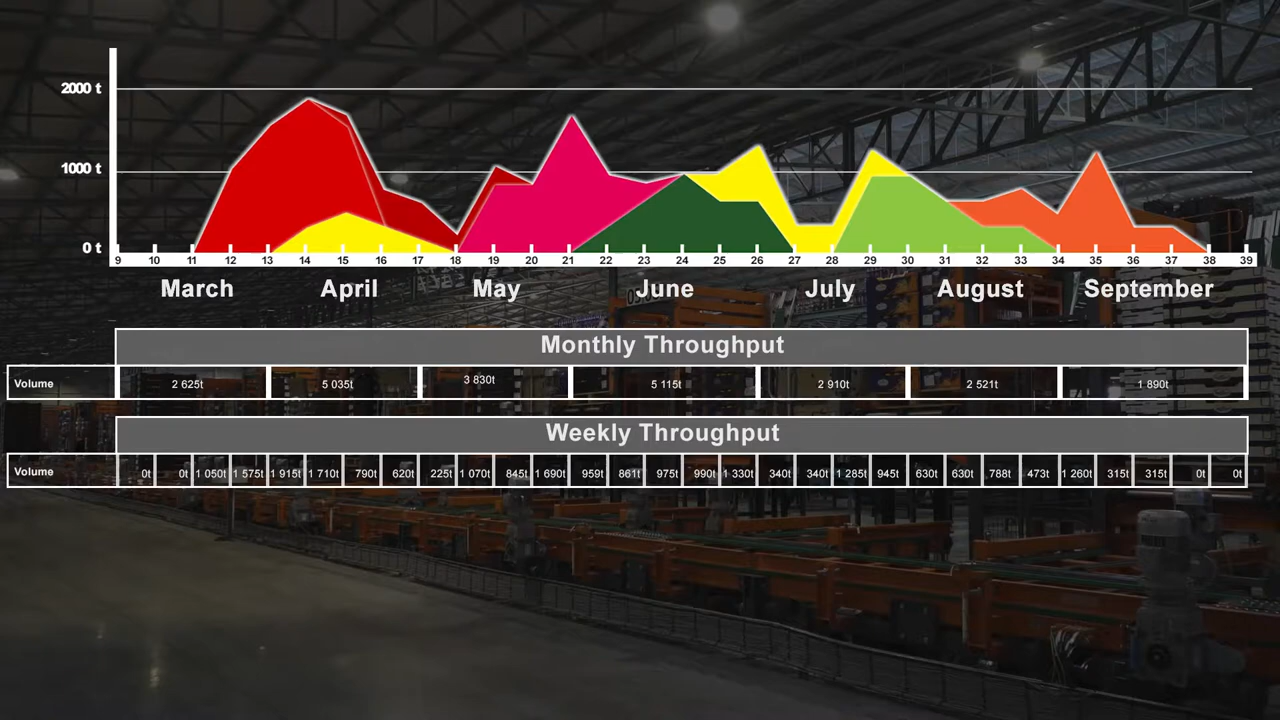 2000 t
1000 t
0 t
9 10 11 12 13 14 15 16 17 18 19 20 21 22 23 24 25 26 27 28 29 30 31 32 33 34 35 36 37 38 39
March April May June July August September
Monthly Throughput
Volume 2 625t 5 035t 3 830t 5 115t 2 910t 2 521t 1 890t
Weekly Throughput
Volume 0t 0t 1 050t 1 575t 1 915t 1 710t 790t 620t 225t 1 070t 845t 1 690t 959t 861t 975t 990t 1 330t 340t 340t 1 285t 945t 630t 630t 788t 473t 1 260t 315t 315t 0t 0t